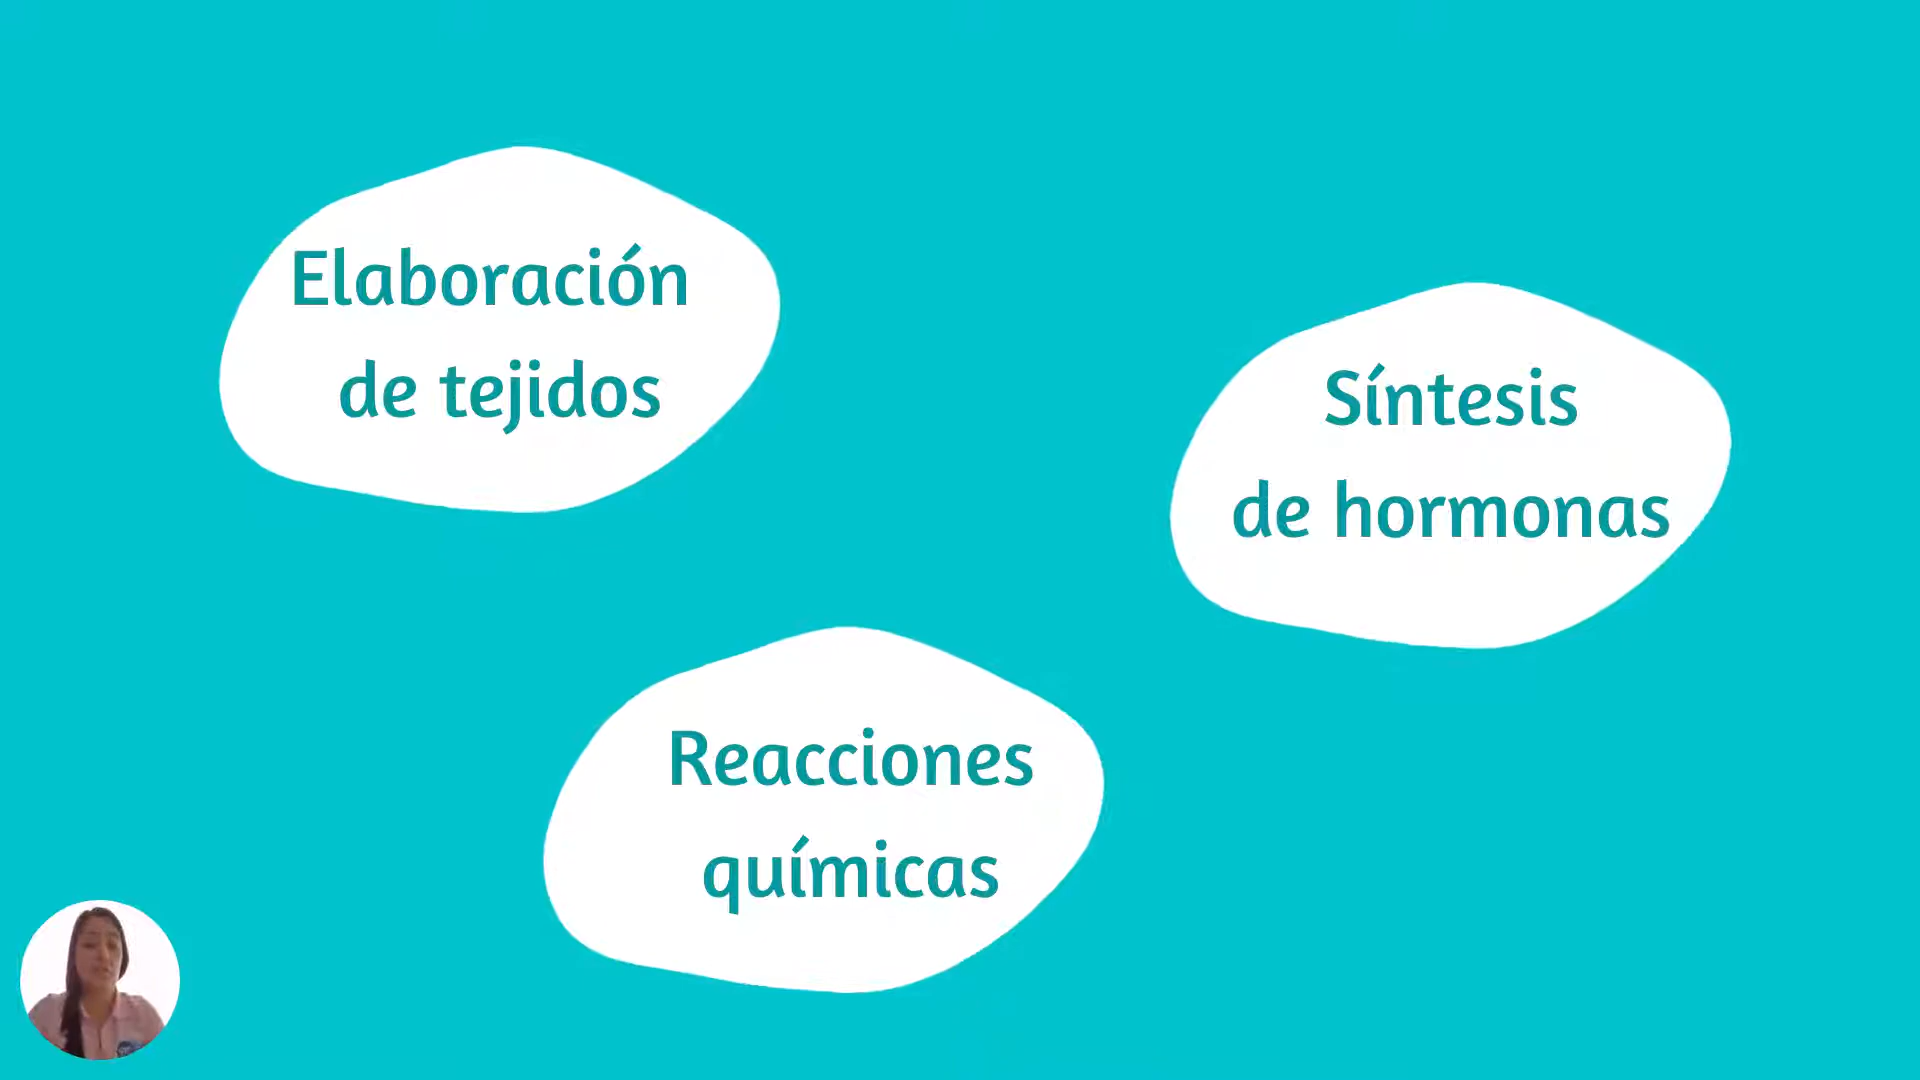 Elaboración
de tejidos
Síntesis
de hormonas
Reacciones
químicas